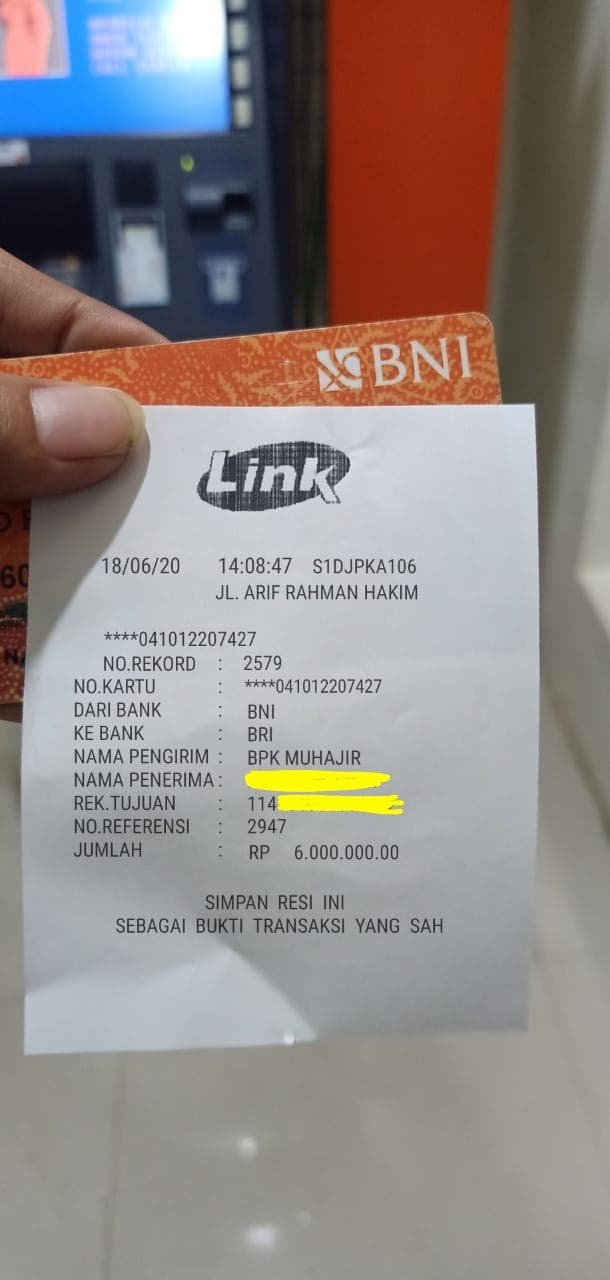 BNI
Link
18/06/20 14:08:47 S1DJPKA106
JL. ARIF RAHMAN HAKIM
****041012207427
NO.REKORD : 2579
NO.KARTU : ****041012207427
DARI BANK : BNI
KE BANK : BRI
NAMA PENGIRIM : BPK MUHAJIR
NAMA PENERIMA :
REK.TUJUAN : 114
NO.REFERENSI : 2947
JUMLAH : RP 6.000.000.00
SIMPAN RESI INI
SEBAGAI BUKTI TRANSAKSI YANG SAH